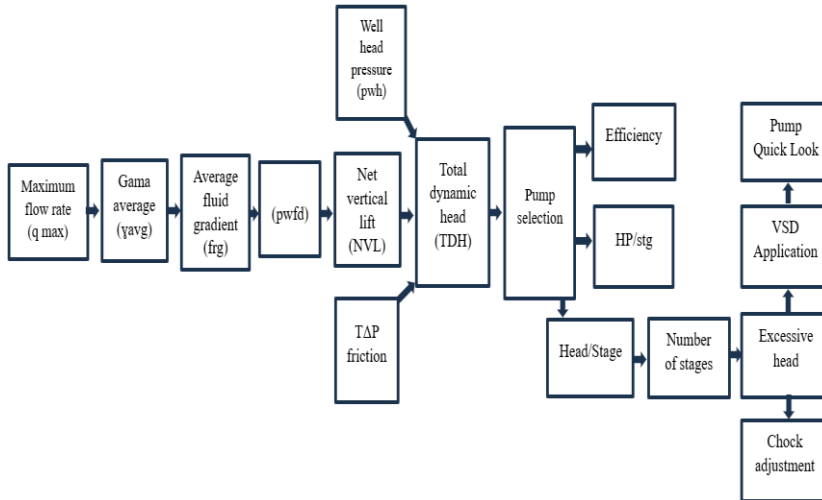 Well
head
pressure
(pwh)
Maximum
flow rate
(q max)
Gama
average
(ɣavg)
Average
fluid
gradient
(frg)
(pwfd)
Net
vertical
lift
(NVL)
TΔP
friction
Total
dynamic
head
(TDH)
Pump
selection
Efficiency
HP/stg
Head/Stage
Number
of stages
Excessive
head
VSD
Application
Pump
Quick Look
Chock
adjustment